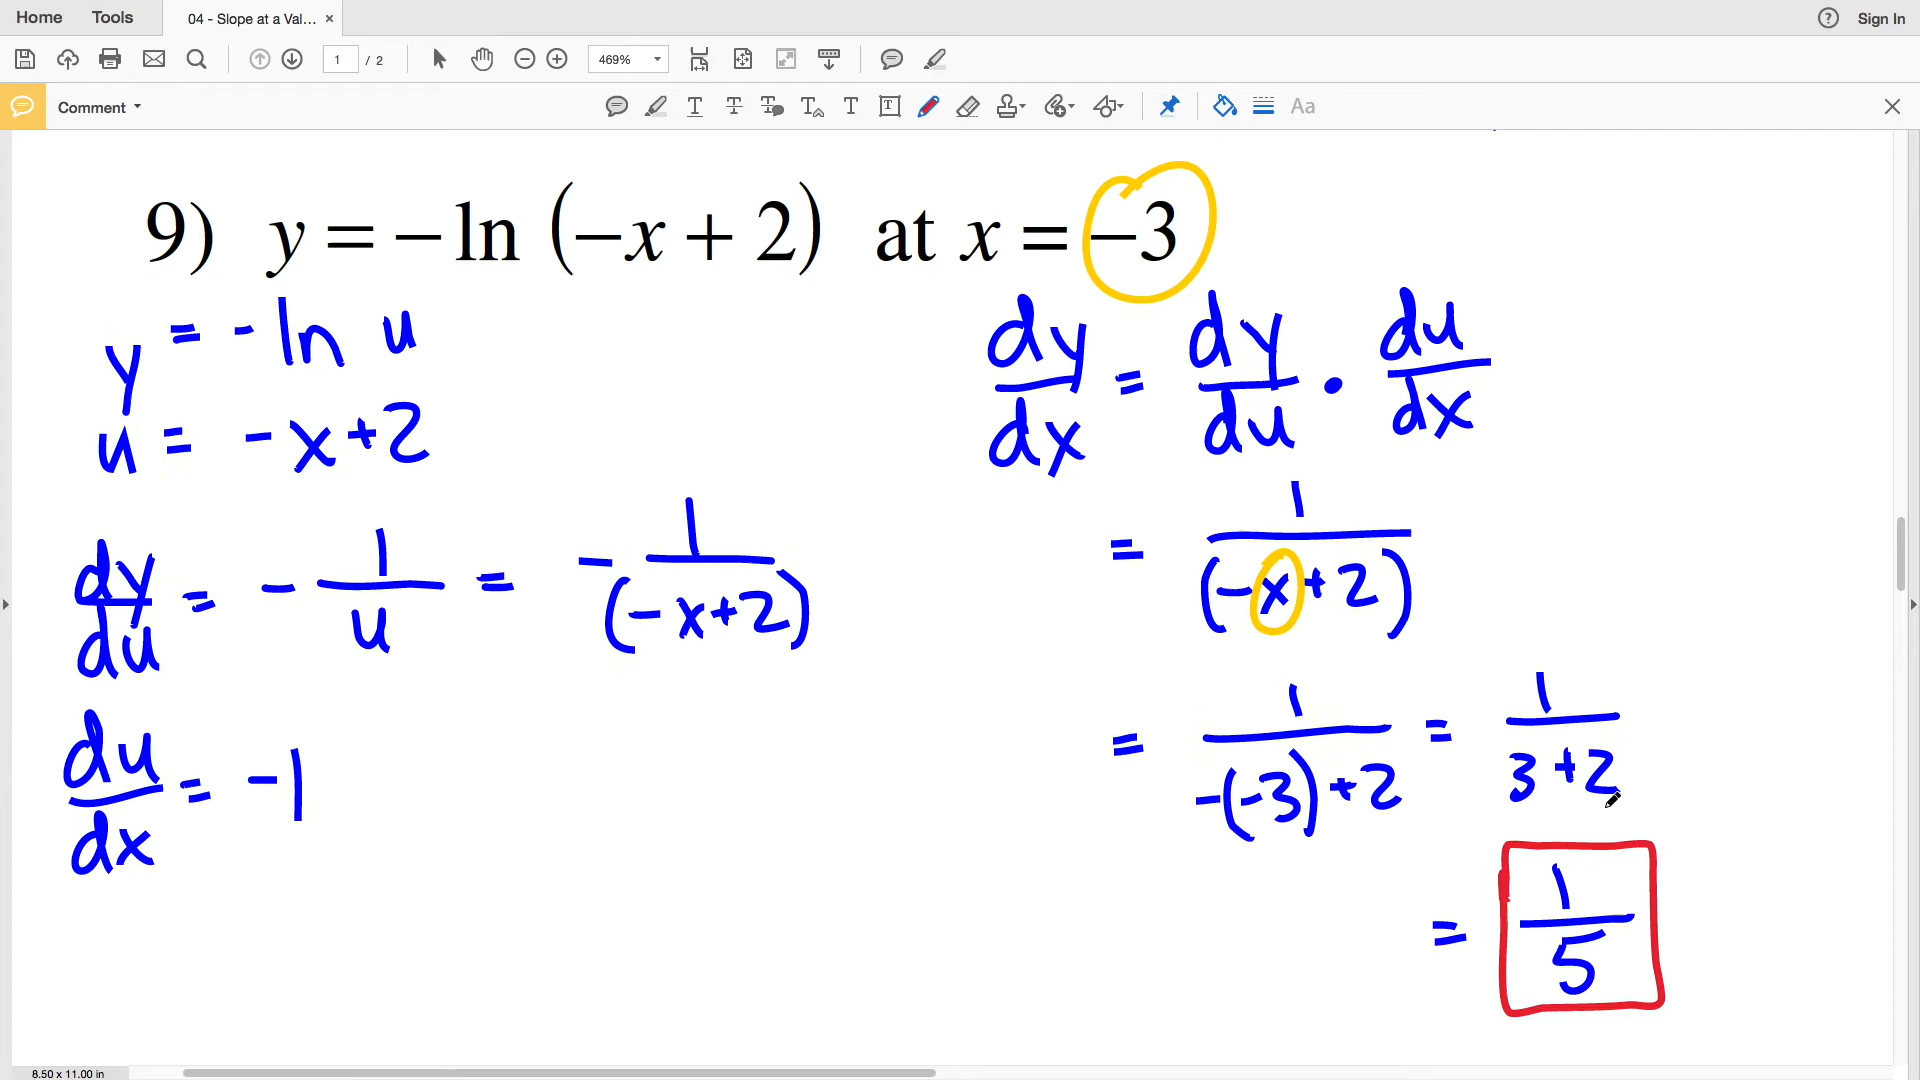 Home Tools 04 - Slope at a Val... × ? Sign In
1 / 2 469%
Comment T T T T T T Aa
9) y = −ln (−x + 2) at x = −3
y = - ln u
u = -x+2
dy/dx = dy/du · du/dx
dy/du = - 1/u = - 1/(-x+2)
= 1/(-x+2)
du/dx = -1
= 1/-(-3)+2 = 1/3+2
= 1/5
8.50 x 11.00 in